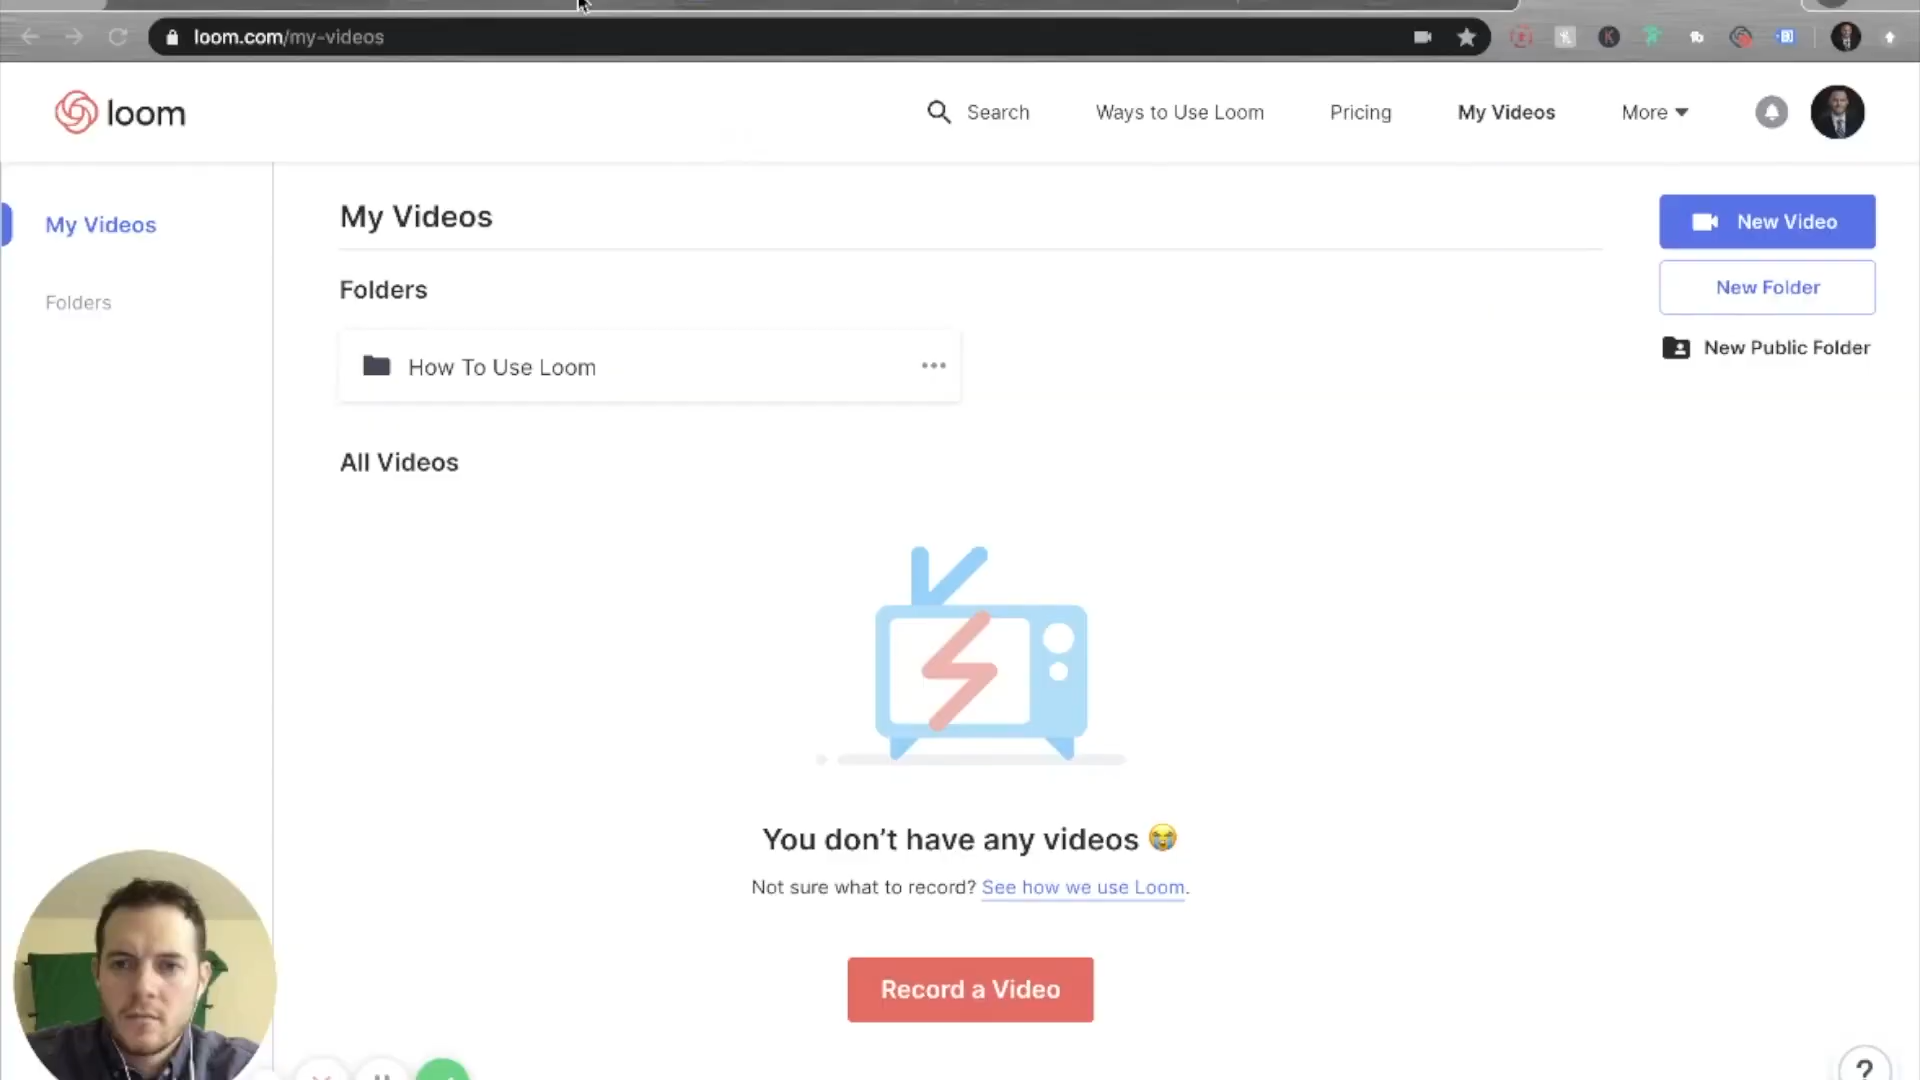 loom.com/my-videos
loom
Search
Ways to Use Loom
Pricing
My Videos
More
My Videos
Folders
My Videos
Folders
How To Use Loom
All Videos
New Video
New Folder
New Public Folder
You don’t have any videos 😭
Not sure what to record? See how we use Loom.
Record a Video
?